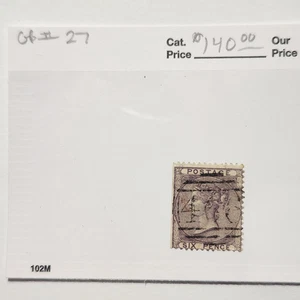 GB # 27
Cat. $140.00 Our
Price Price
POSTAGE
SIX PENCE
102M